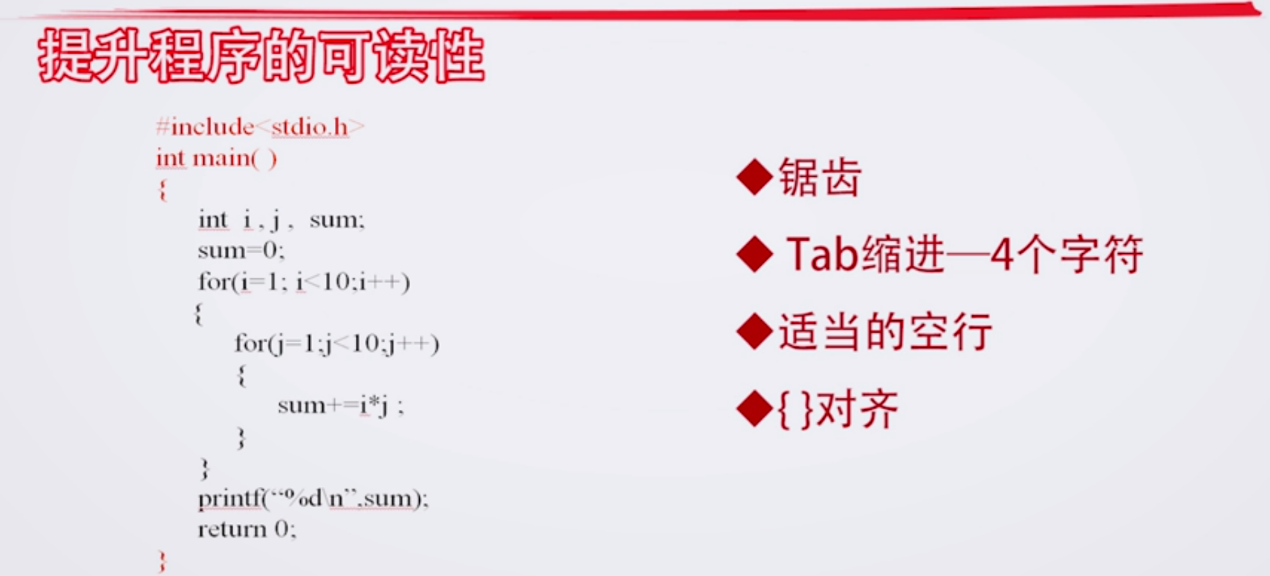 提升程序的可读性
#include<stdio.h>
int main( )
{
int i , j , sum;
sum=0;
for(i=1; i<10;i++)
{
for(j=1;j<10;j++)
{
sum+=i*j ;
}
}
printf(“%d\n”,sum);
return 0;
}
◆锯齿
◆ Tab缩进—4个字符
◆适当的空行
◆{ }对齐